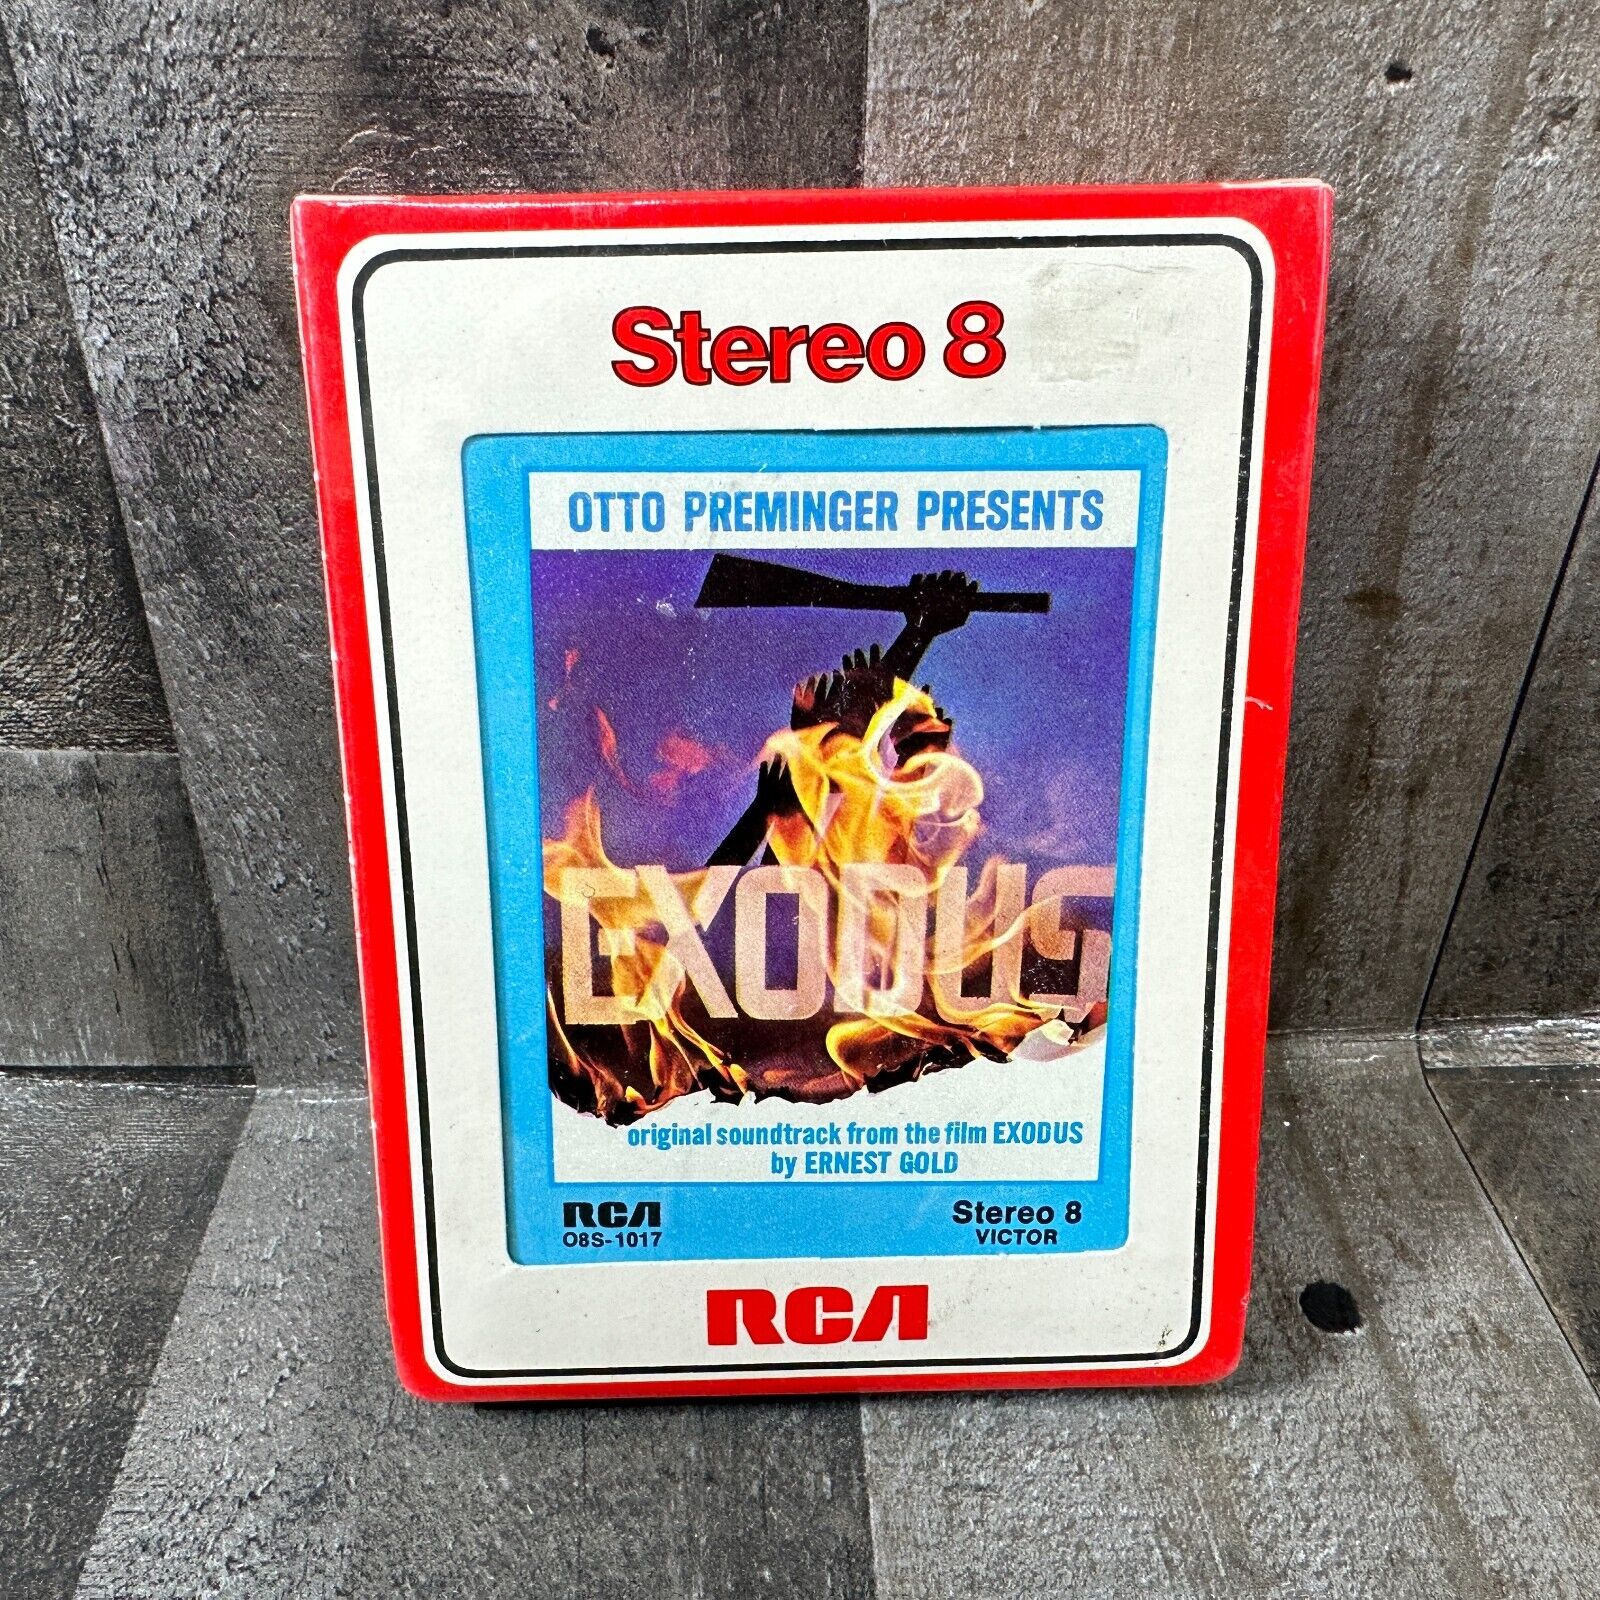 Stereo 8
OTTO PREMINGER PRESENTS
EXODUS
original soundtrack from the film EXODUS
by ERNEST GOLD
RCA
O8S-1017
Stereo 8
VICTOR
RCA